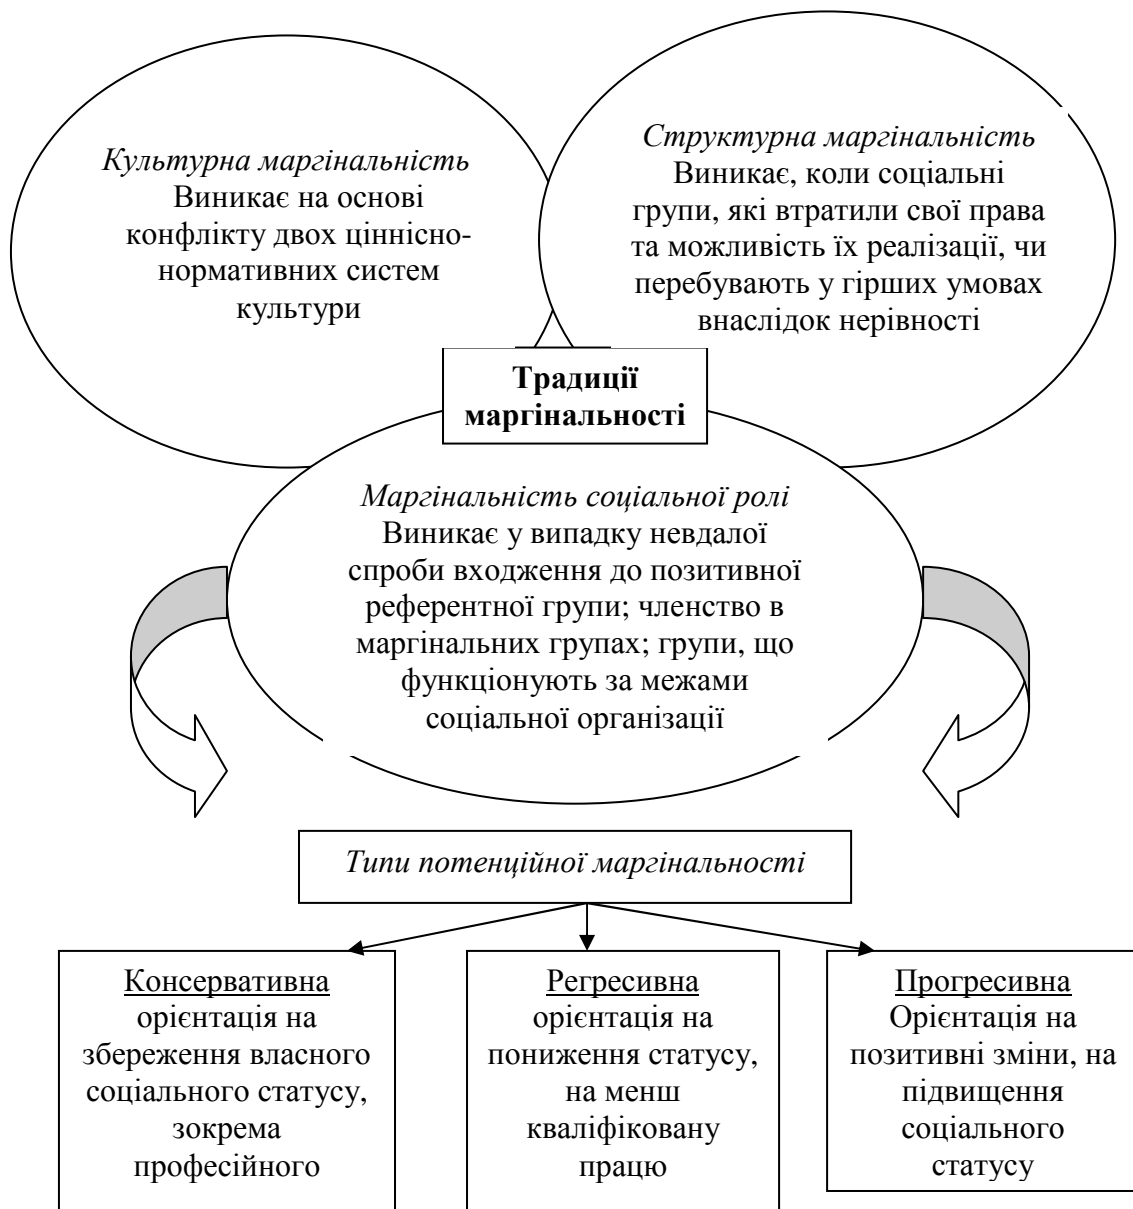 Культурна маргінальність
Виникає на основі
конфлікту двох ціннісно-
нормативних систем
культури
Структурна маргінальність
Виникає, коли соціальні
групи, які втратили свої права
та можливість їх реалізації, чи
перебувають у гірших умовах
внаслідок нерівності
Традиції
маргінальності
Маргінальність соціальної ролі
Виникає у випадку невдалої
спроби входження до позитивної
референтної групи; членство в
маргінальних групах; групи, що
функціонують за межами
соціальної організації
Типи потенційної маргінальності
Консервативна
орієнтація на
збереження власного
соціального статусу,
зокрема
професійного
Регресивна
орієнтація на
пониження статусу,
на менш
кваліфіковану
працю
Прогресивна
Орієнтація на
позитивні зміни, на
підвищення
соціального
статусу